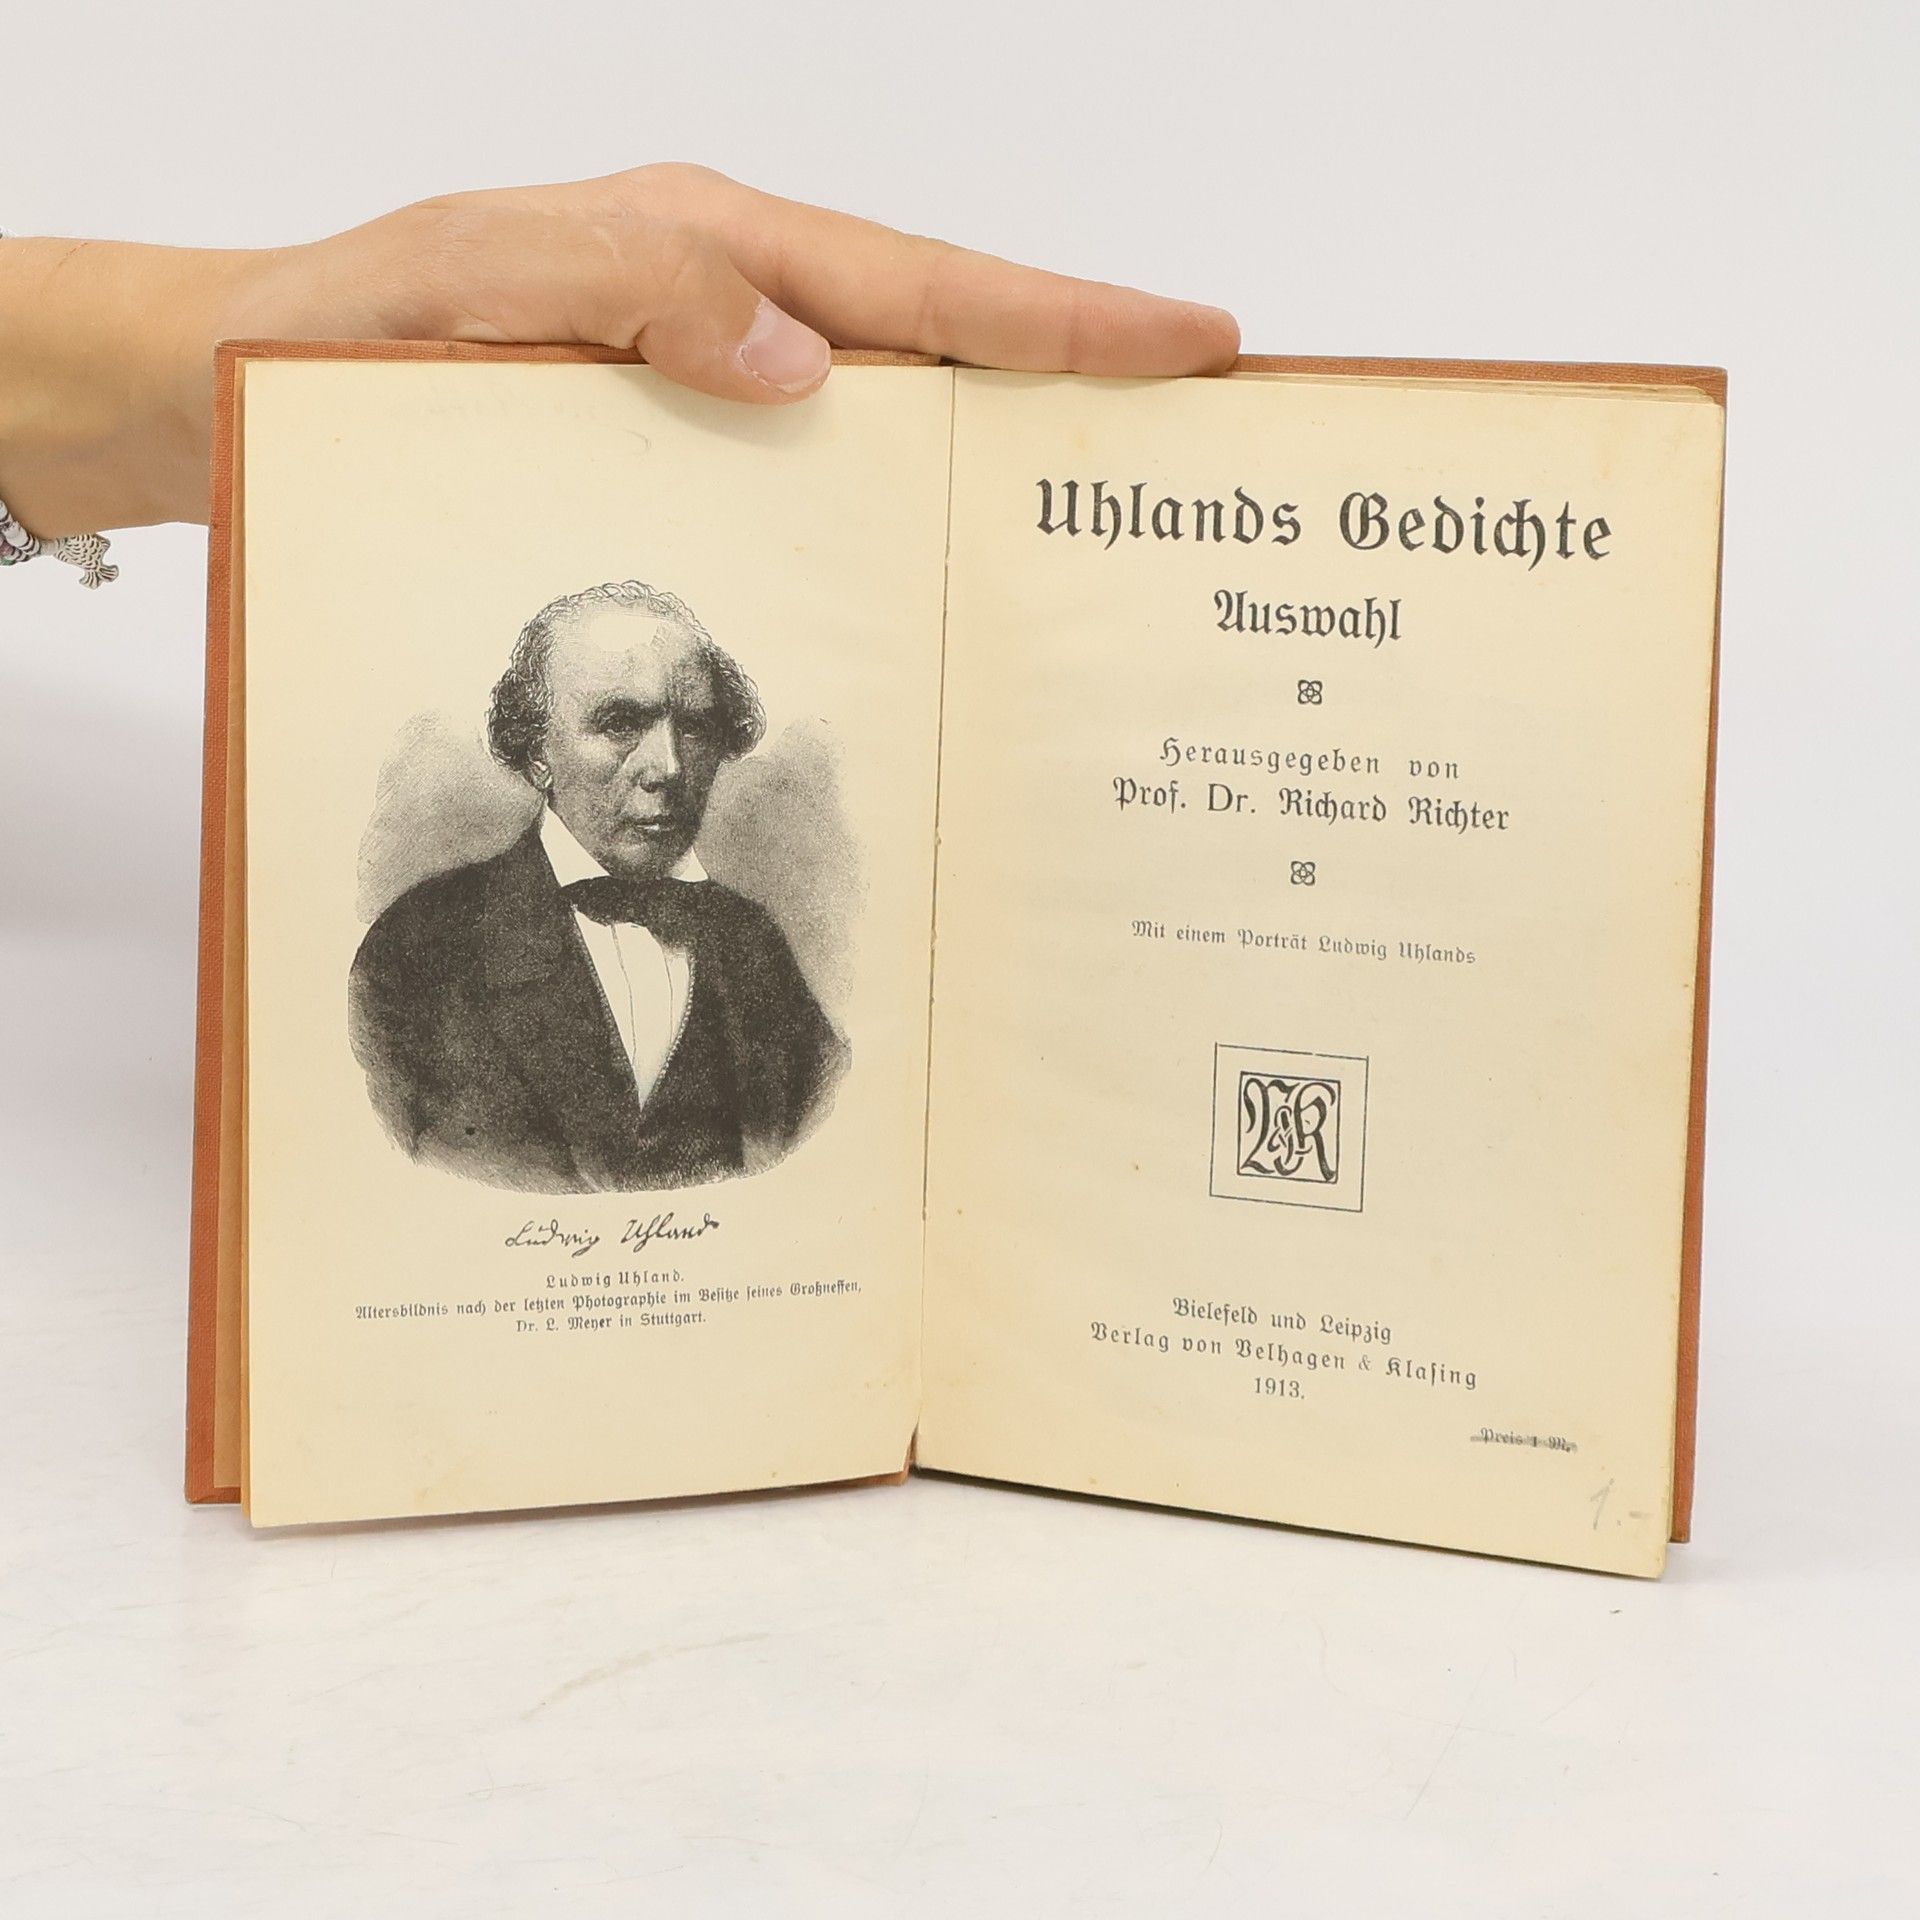 Ludwig Uhland
Ludwig Uhland.
Altersbildnis nach der letzten Photographie im Besitze seines Großneffen,
Dr. L. Meyer in Stuttgart.
Uhlands Gedichte
Auswahl
Herausgegeben von
Prof. Dr. Richard Richter
Mit einem Porträt Ludwig Uhlands
VK
Bielefeld und Leipzig
Verlag von Velhagen & Klasing
1913.
Preis 1 M.
1.-